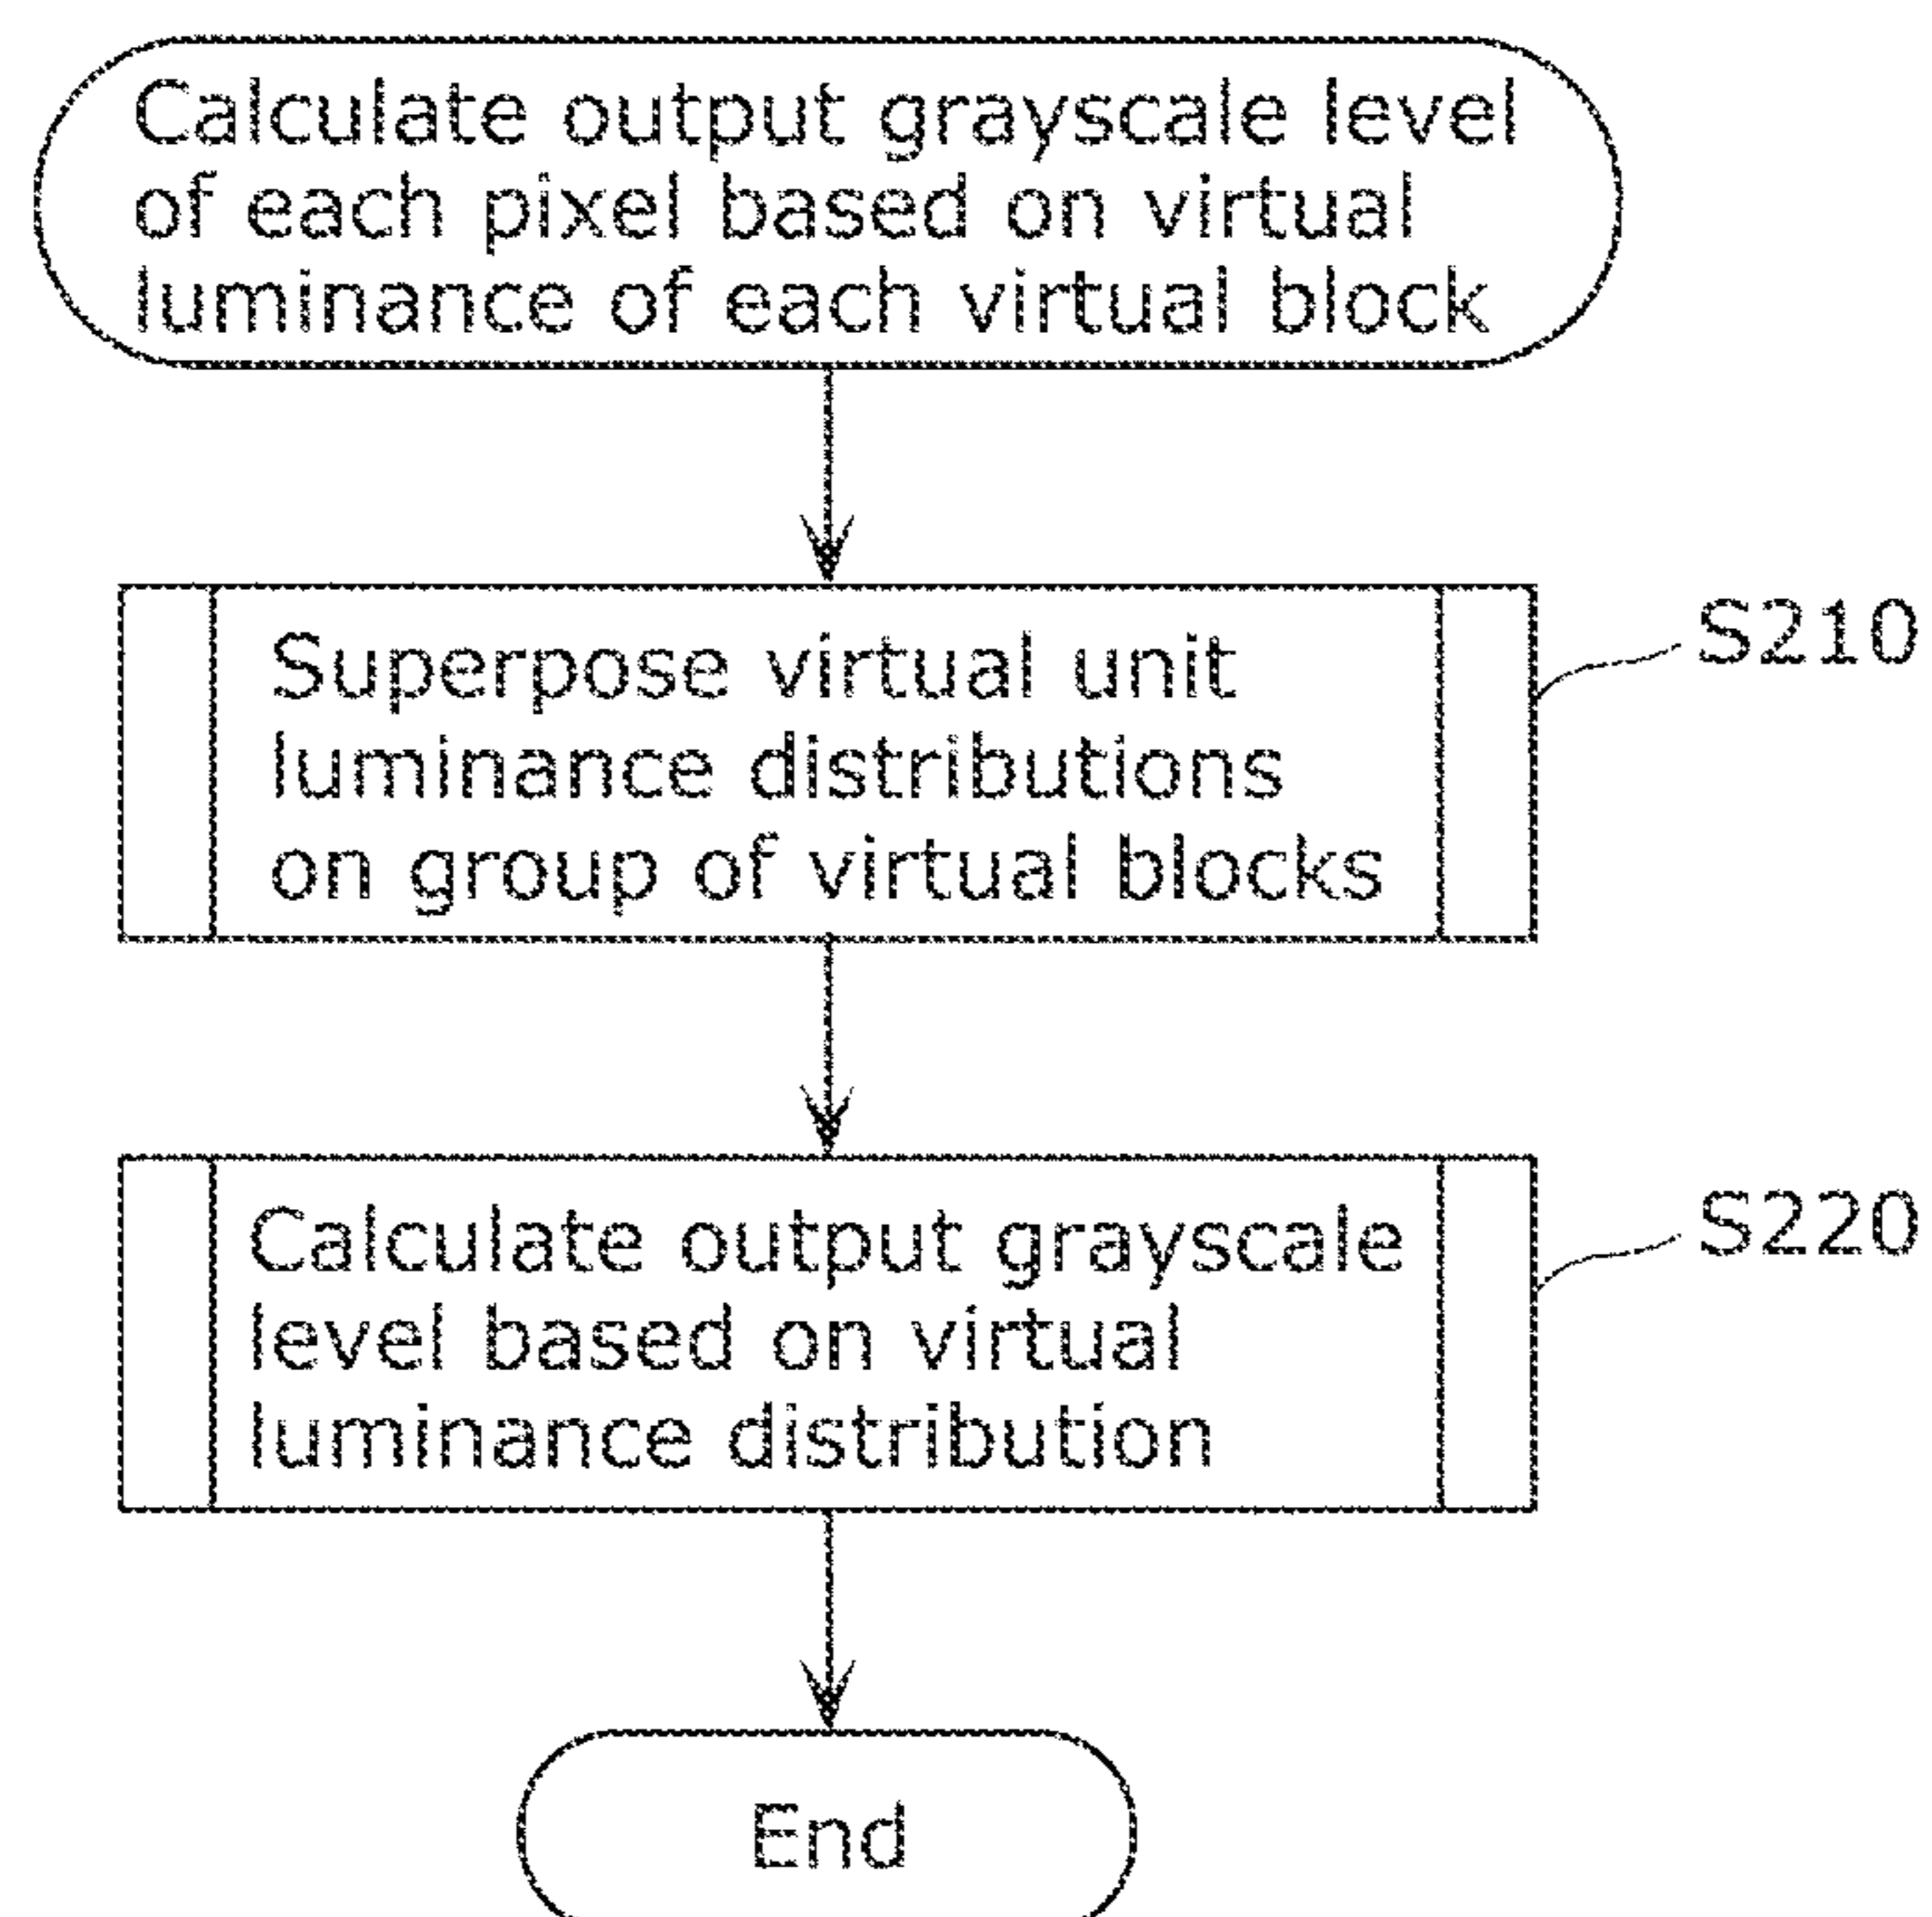 Calculate output grayscale level
of each pixel based on virtual
luminance of each virtual block
Superpose virtual unit
luminance distributions
on group of virtual blocks
S210
Calculate output grayscale
level based on virtual
luminance distribution
S220
End